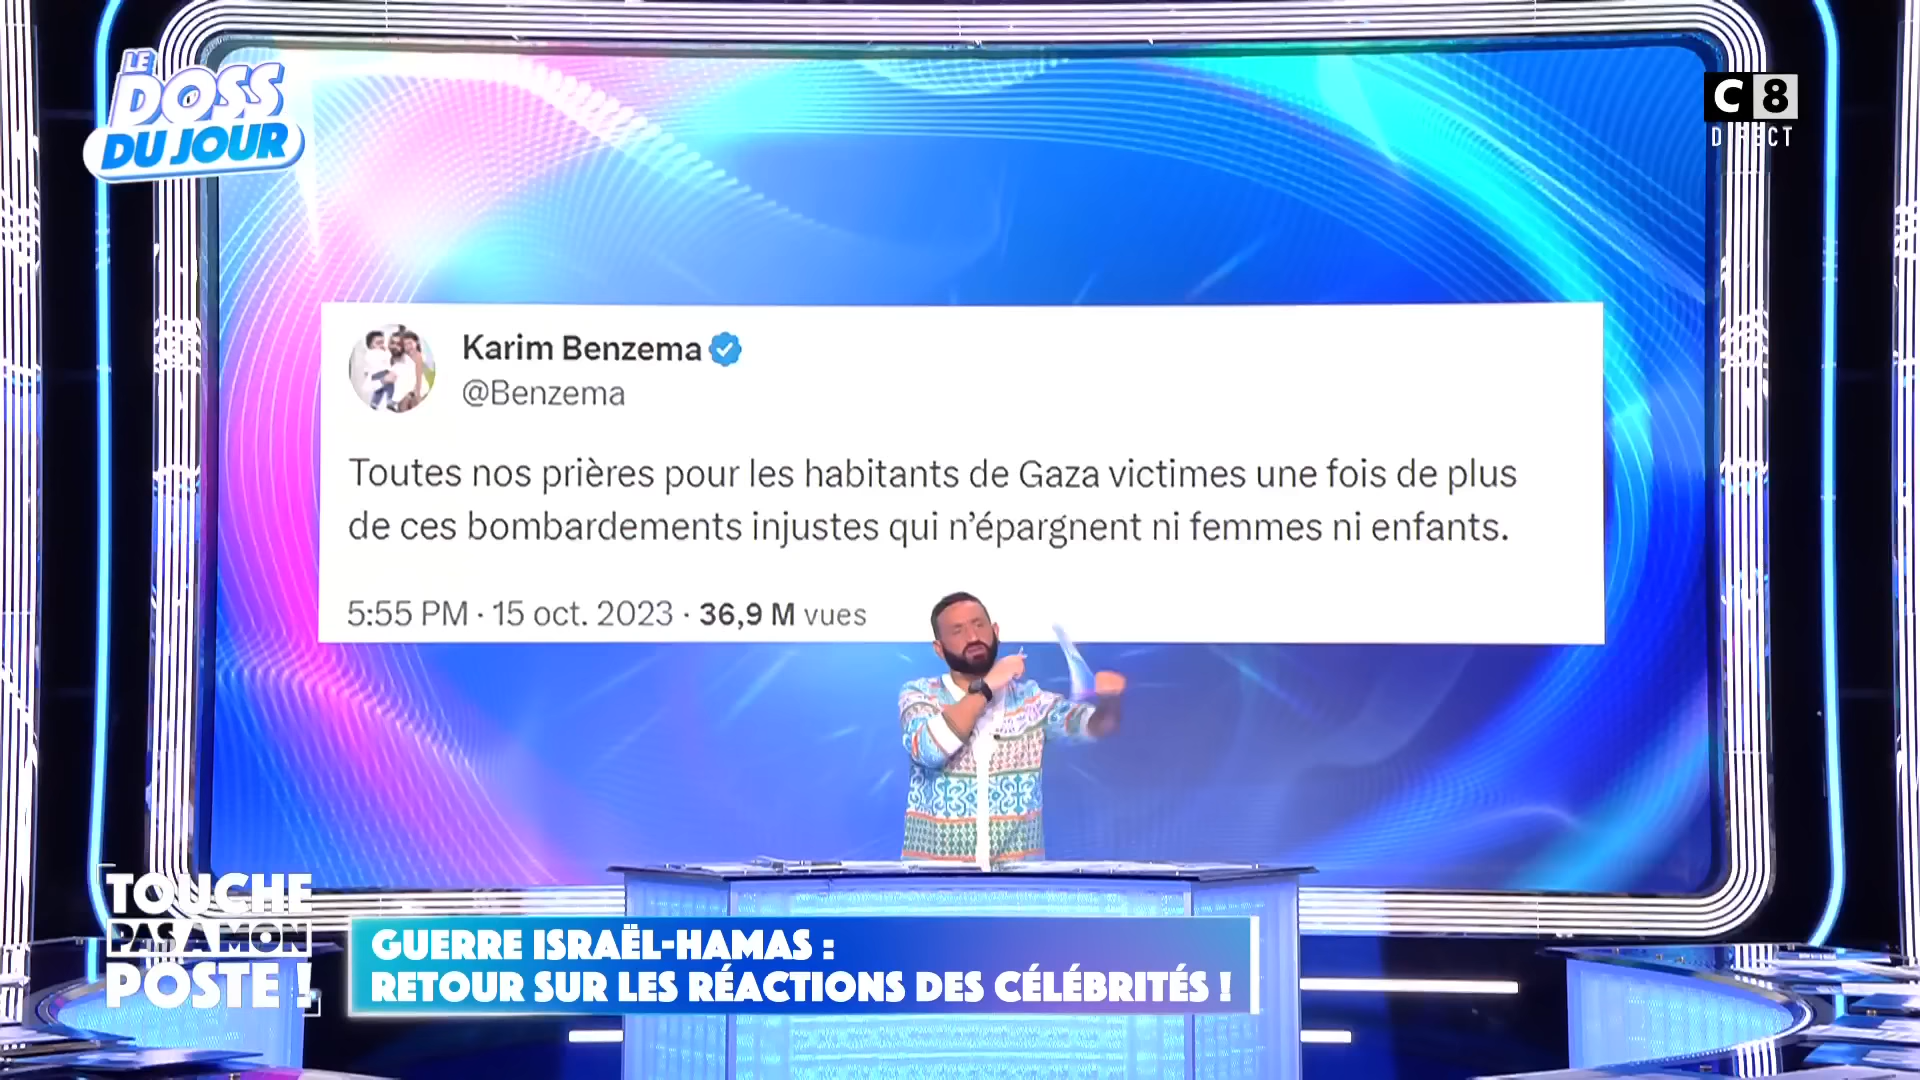 LE
DOSS
DU JOUR
C8
DIRECT
Karim Benzema
@Benzema
Toutes nos prières pour les habitants de Gaza victimes une fois de plus
de ces bombardements injustes qui n’épargnent ni femmes ni enfants.
5:55 PM · 15 oct. 2023 · 36,9 M vues
TOUCHE
PAS A MON
POSTE !
GUERRE ISRAËL-HAMAS :
RETOUR SUR LES RÉACTIONS DES CÉLÉBRITÉS !